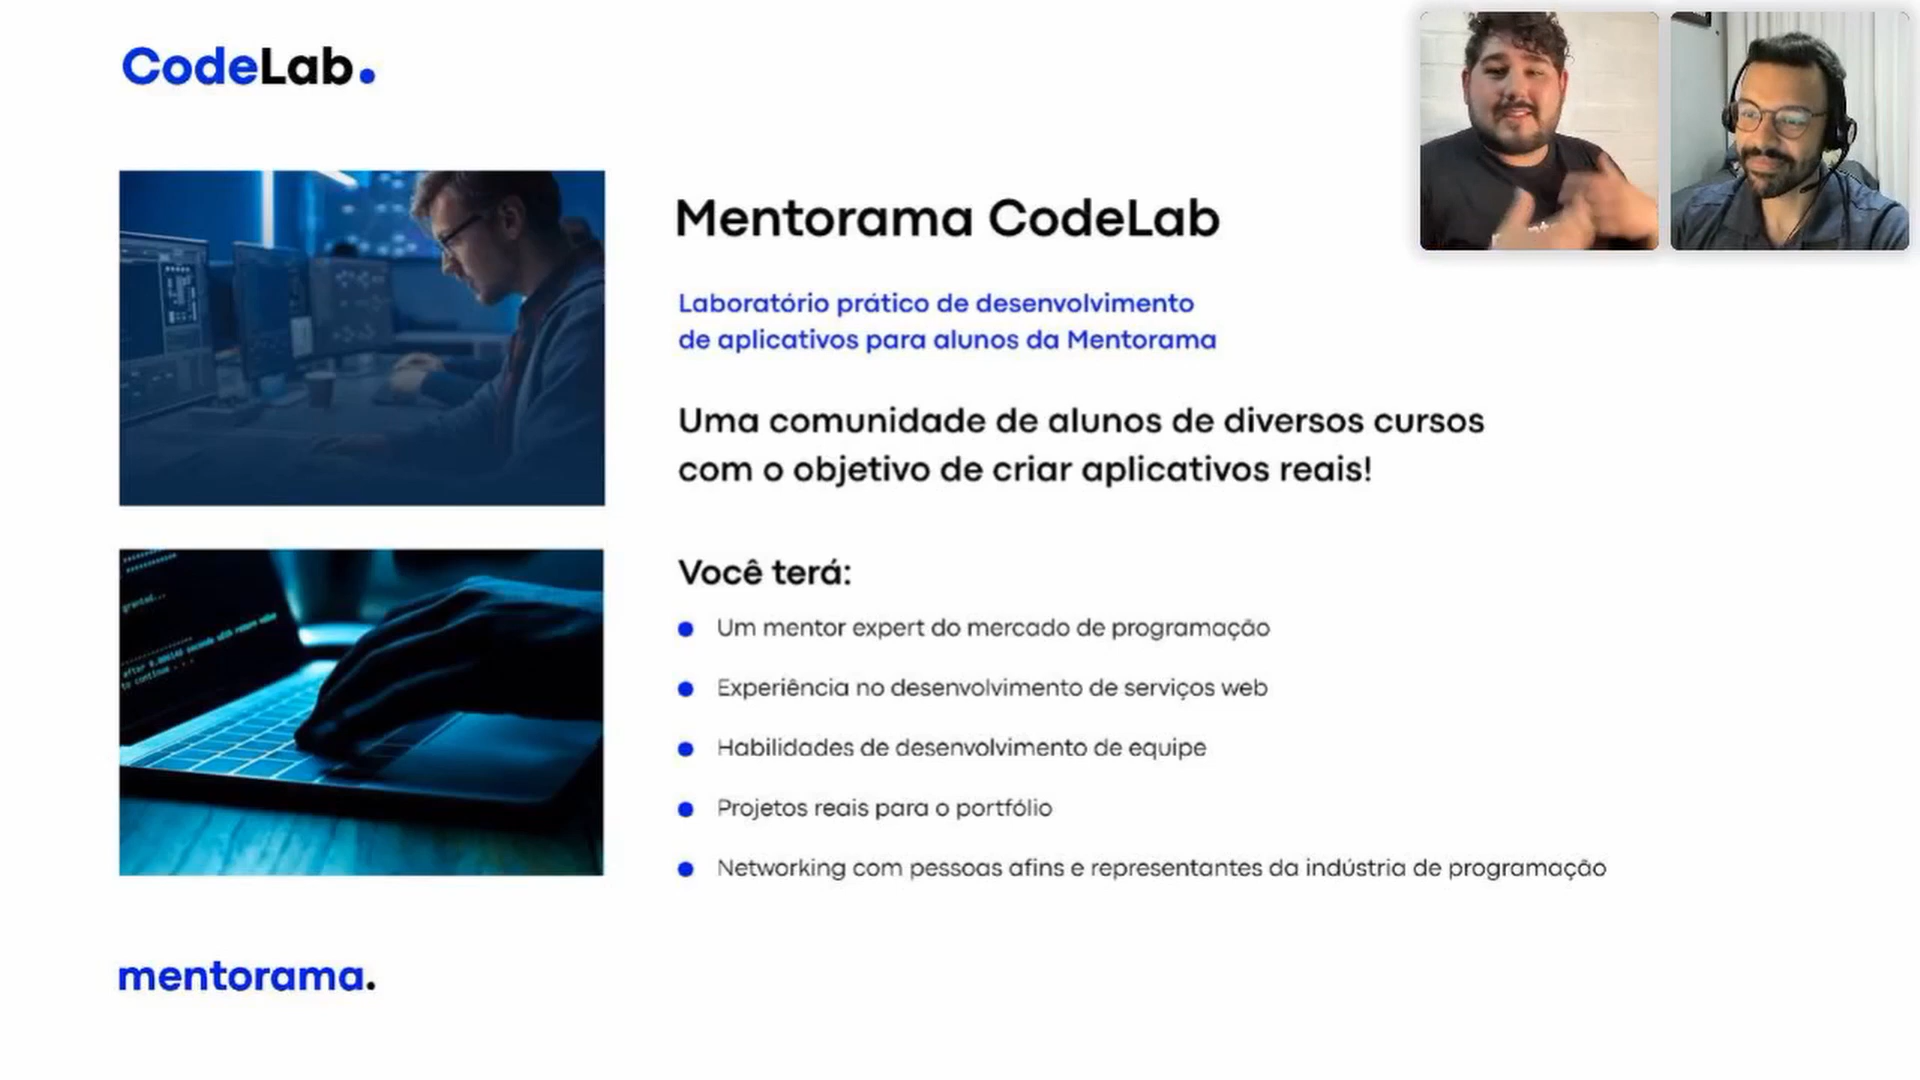 CodeLab.
Mentorama CodeLab
Laboratório prático de desenvolvimento
de aplicativos para alunos da Mentorama
Uma comunidade de alunos de diversos cursos
com o objetivo de criar aplicativos reais!
Você terá:
Um mentor expert do mercado de programação
Experiência no desenvolvimento de serviços web
Habilidades de desenvolvimento de equipe
Projetos reais para o portfólio
Networking com pessoas afins e representantes da indústria de programação
granted...
to continue . . .
mentorama.